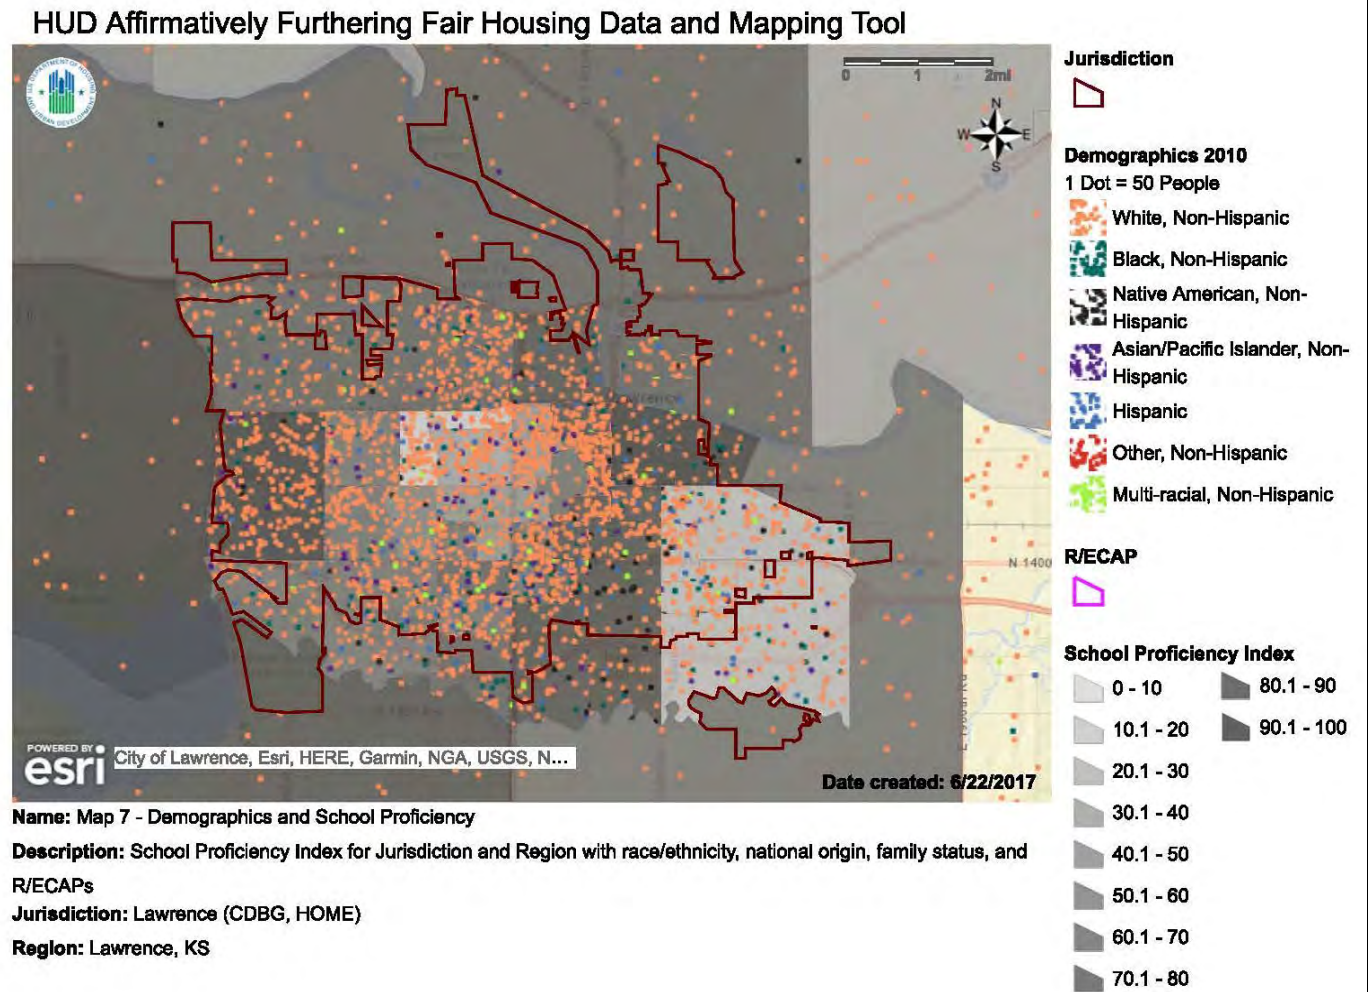 HUD Affirmatively Furthering Fair Housing Data and Mapping Tool
0 1 2mi
N
W E
S
N 1400
POWERED BY
esri
City of Lawrence, Esri, HERE, Garmin, NGA, USGS, N...
Date created: 6/22/2017
Jurisdiction
Demographics 2010
1 Dot = 50 People
White, Non-Hispanic
Black, Non-Hispanic
Native American, Non-
Hispanic
Asian/Pacific Islander, Non-
Hispanic
Hispanic
Other, Non-Hispanic
Multi-racial, Non-Hispanic
R/ECAP
School Proficiency Index
0 - 10
10.1 - 20
20.1 - 30
30.1 - 40
40.1 - 50
50.1 - 60
60.1 - 70
70.1 - 80
80.1 - 90
90.1 - 100
Name: Map 7 - Demographics and School Proficiency
Description: School Proficiency Index for Jurisdiction and Region with race/ethnicity, national origin, family status, and
R/ECAPs
Jurisdiction: Lawrence (CDBG, HOME)
Region: Lawrence, KS